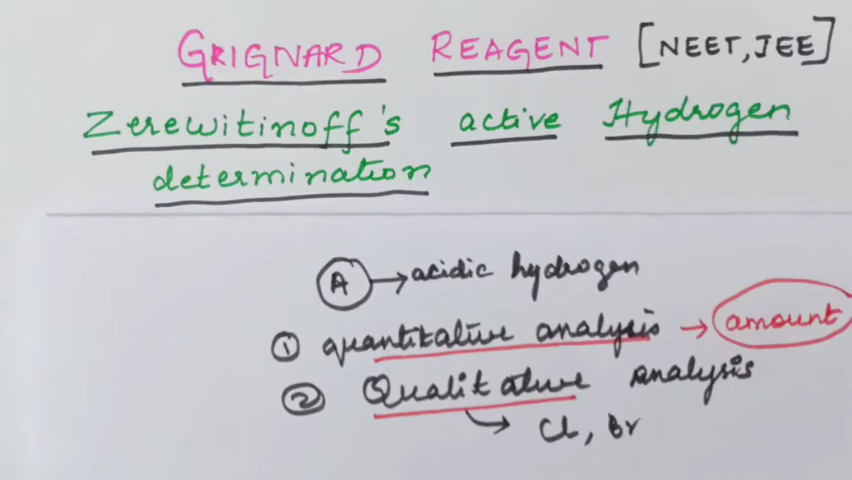 GRIGNARD REAGENT [NEET, JEE]
Zerewitinoff's active Hydrogen
determination
A → acidic hydrogen
① quantitative analysis → amount
② Qualitative analysis
→ Cl, Br